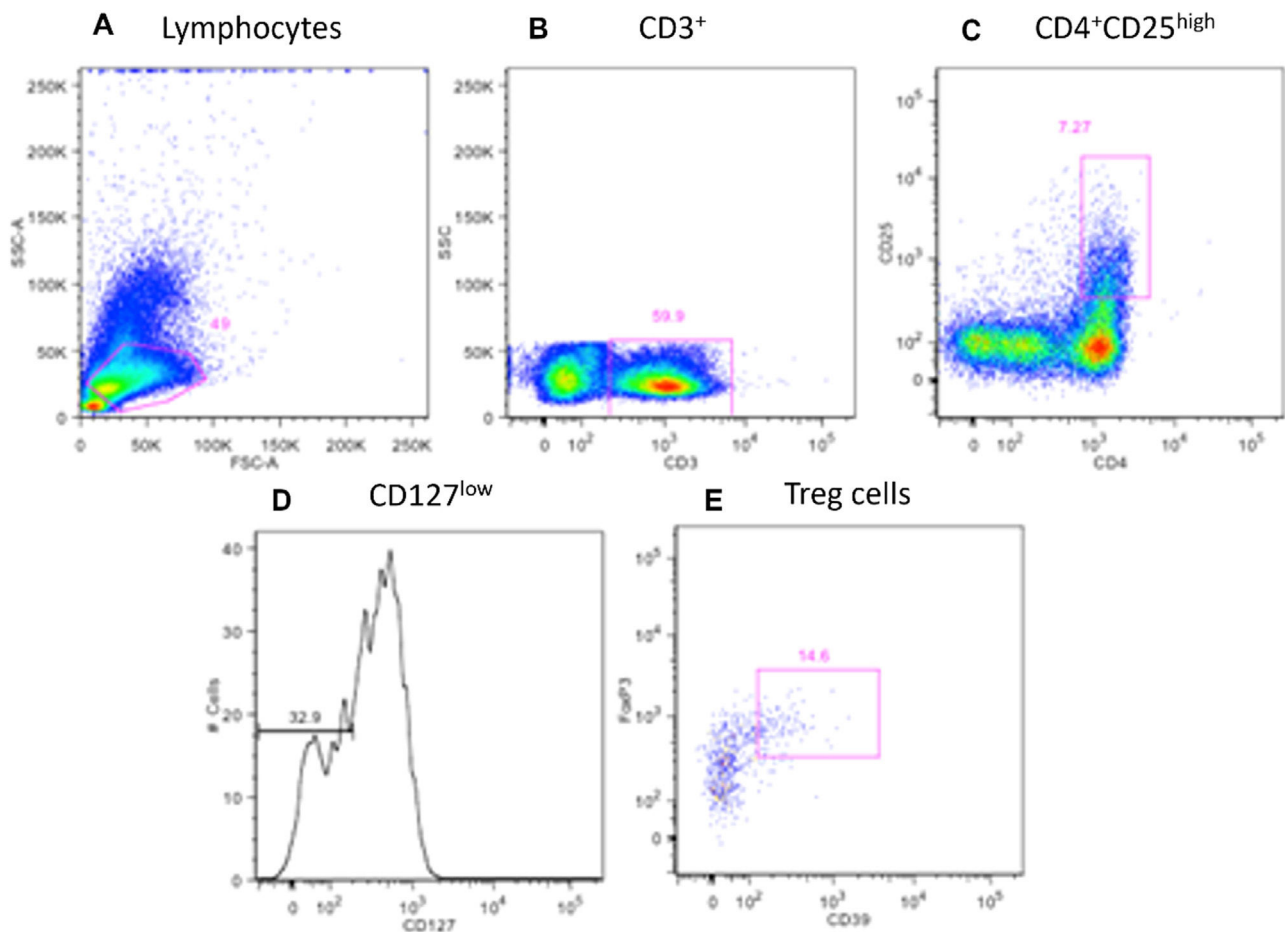 A Lymphocytes
B CD3⁺
C CD4⁺CD25ʰⁱᵍʰ
250K
200K
150K
100K
50K
0
SSC-A
49
0 50K 100K 150K 200K 250K
FSC-A
250K
200K
150K
100K
50K
0
SSC
59.9
0 10² 10³ 10⁴ 10⁵
CD3
10⁵
10⁴
10³
10²
0
CD25
7.27
0 10² 10³ 10⁴ 10⁵
CD4
D CD127ˡᵒʷ
E Treg cells
40
30
20
10
0
# Cells
32.9
0 10² 10³ 10⁴ 10⁵
CD127
10⁵
10⁴
10³
10²
0
FoxP3
14.6
0 10² 10³ 10⁴ 10⁵
CD39